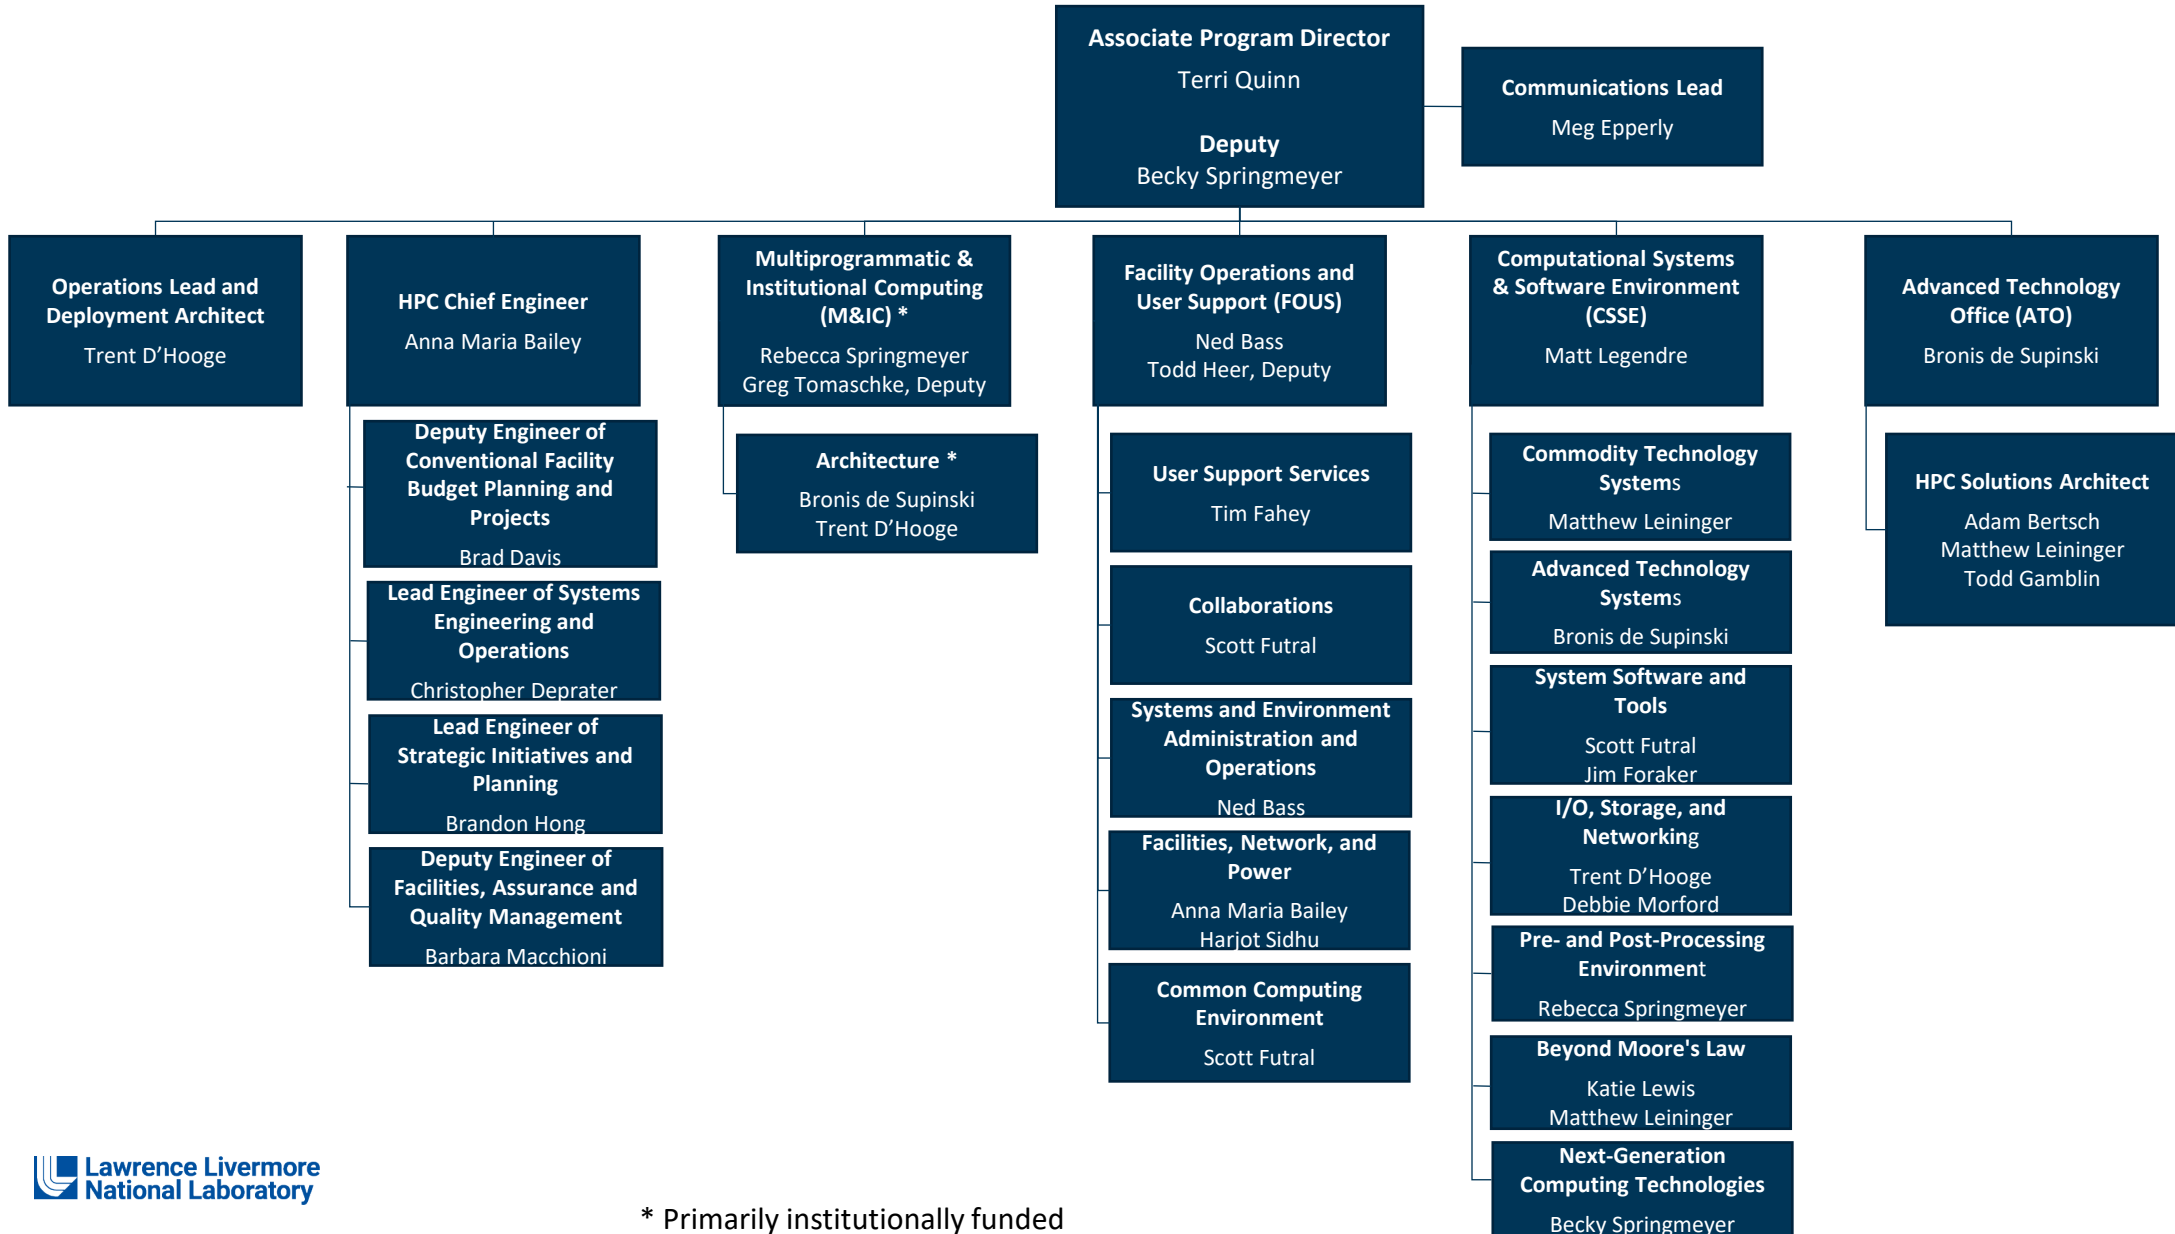 Associate Program Director
Terri Quinn
Deputy
Becky Springmeyer
Communications Lead
Meg Epperly
Operations Lead and
Deployment Architect
Trent D’Hooge
HPC Chief Engineer
Anna Maria Bailey
Deputy Engineer of
Conventional Facility
Budget Planning and
Projects
Brad Davis
Lead Engineer of Systems
Engineering and
Operations
Christopher Deprater
Lead Engineer of
Strategic Initiatives and
Planning
Brandon Hong
Deputy Engineer of
Facilities, Assurance and
Quality Management
Barbara Macchioni
Multiprogrammatic &
Institutional Computing
(M&IC) *
Rebecca Springmeyer
Greg Tomaschke, Deputy
Architecture *
Bronis de Supinski
Trent D’Hooge
Facility Operations and
User Support (FOUS)
Ned Bass
Todd Heer, Deputy
User Support Services
Tim Fahey
Collaborations
Scott Futral
Systems and Environment
Administration and
Operations
Ned Bass
Facilities, Network, and
Power
Anna Maria Bailey
Harjot Sidhu
Common Computing
Environment
Scott Futral
Computational Systems
& Software Environment
(CSSE)
Matt Legendre
Commodity Technology
Systems
Matthew Leininger
Advanced Technology
Systems
Bronis de Supinski
System Software and
Tools
Scott Futral
Jim Foraker
I/O, Storage, and
Networking
Trent D’Hooge
Debbie Morford
Pre- and Post-Processing
Environment
Rebecca Springmeyer
Beyond Moore's Law
Katie Lewis
Matthew Leininger
Next-Generation
Computing Technologies
Becky Springmeyer
Advanced Technology
Office (ATO)
Bronis de Supinski
HPC Solutions Architect
Adam Bertsch
Matthew Leininger
Todd Gamblin
Lawrence Livermore
National Laboratory
* Primarily institutionally funded